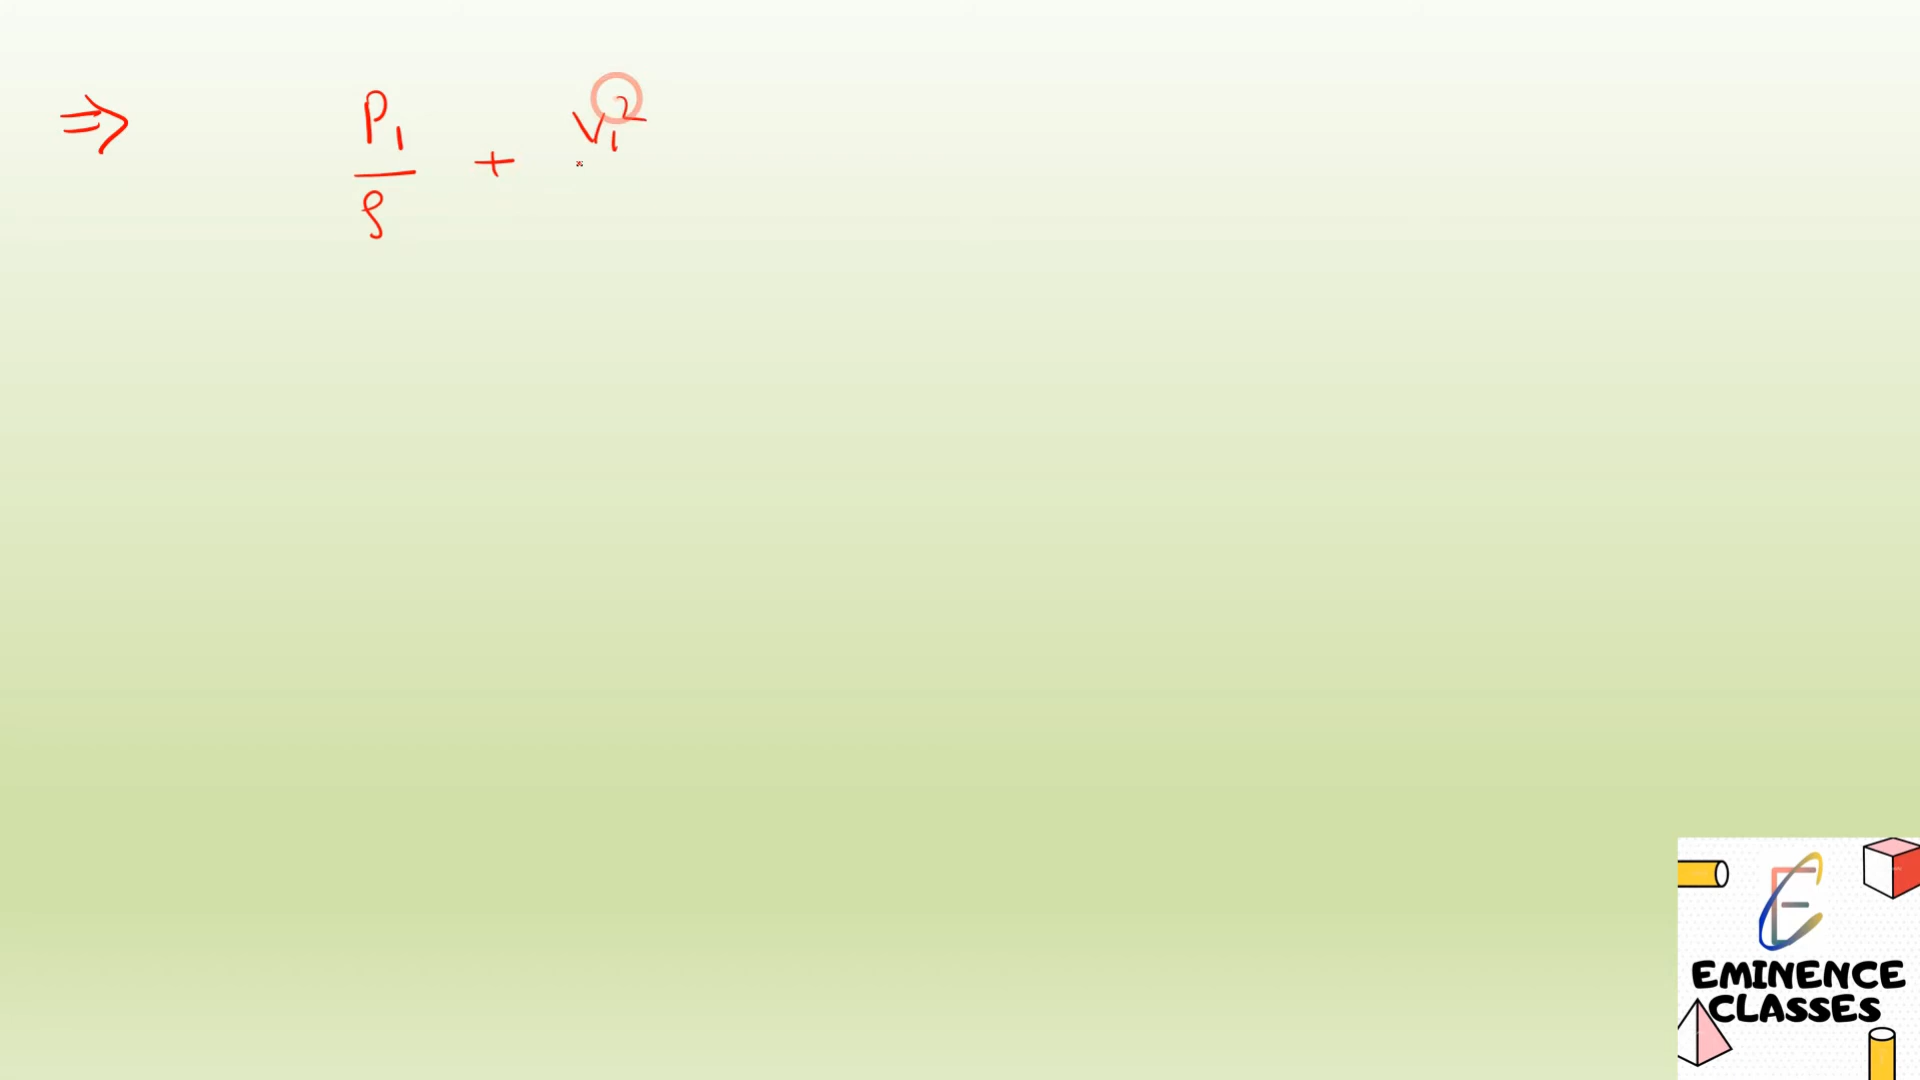 ⇒ P₁/ρ + V₁²
EMINENCE
CLASSES